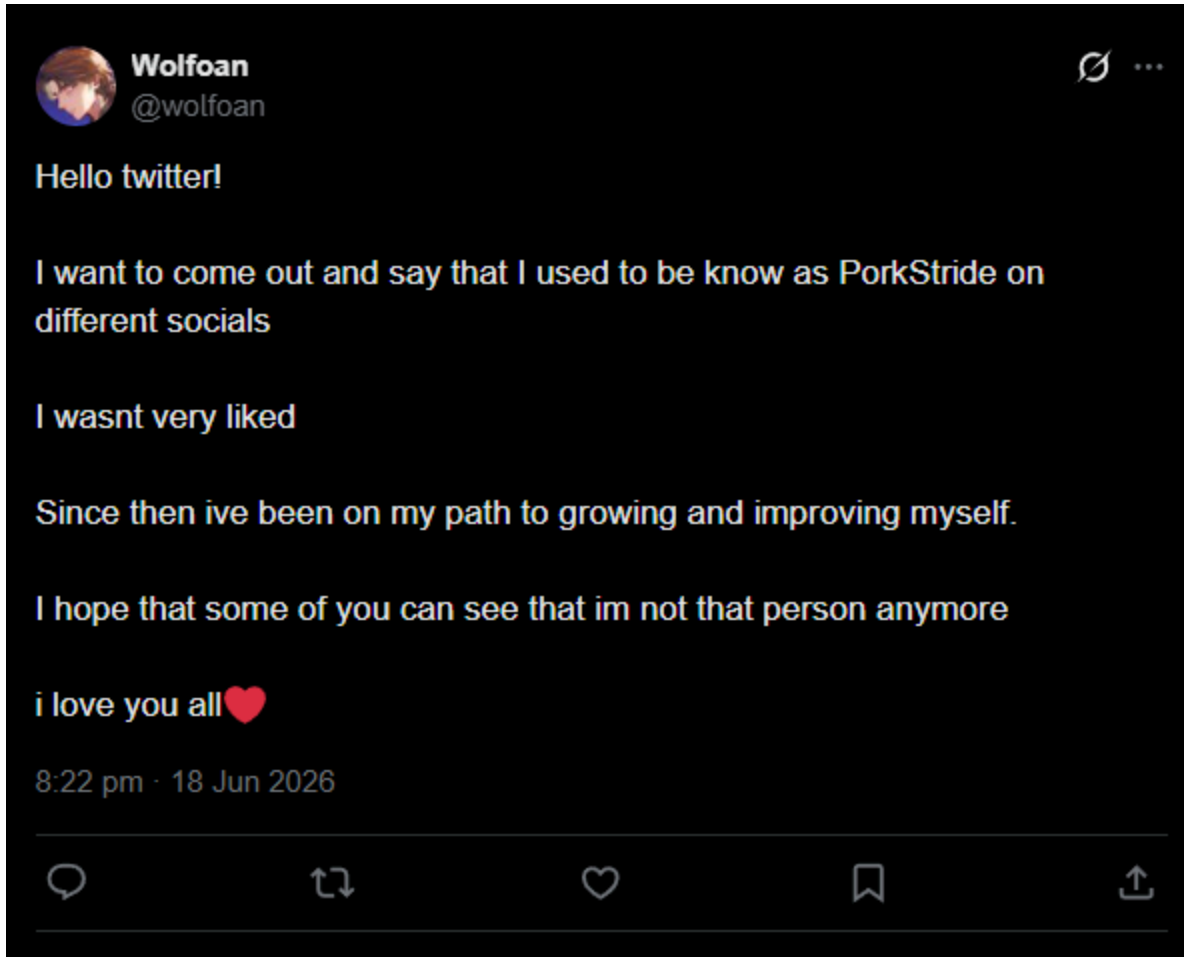 Wolfoan
@wolfoan
Hello twitter!
I want to come out and say that I used to be know as PorkStride on
different socials
I wasnt very liked
Since then ive been on my path to growing and improving myself.
I hope that some of you can see that im not that person anymore
i love you all❤️
8:22 pm · 18 Jun 2026